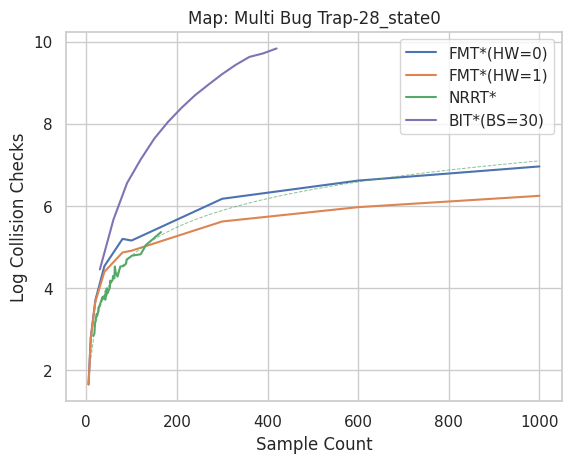 Map: Multi Bug Trap-28_state0
FMT*(HW=0)
FMT*(HW=1)
NRRT*
BIT*(BS=30)
Log Collision Checks
10
8
6
4
2
0
200
400
600
800
1000
Sample Count